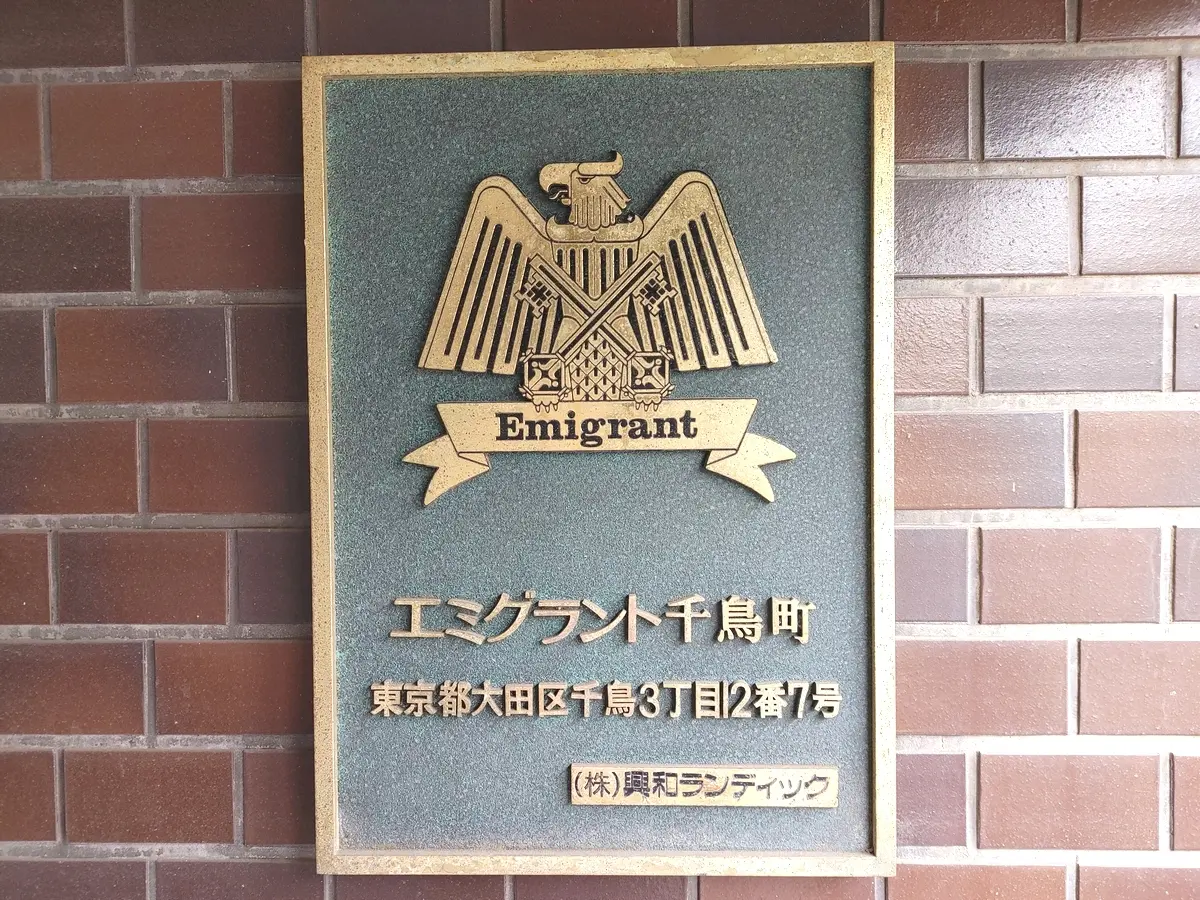 Emigrant
エミグラント千鳥町
東京都大田区千鳥3丁目12番7号
(株)興和ランディック